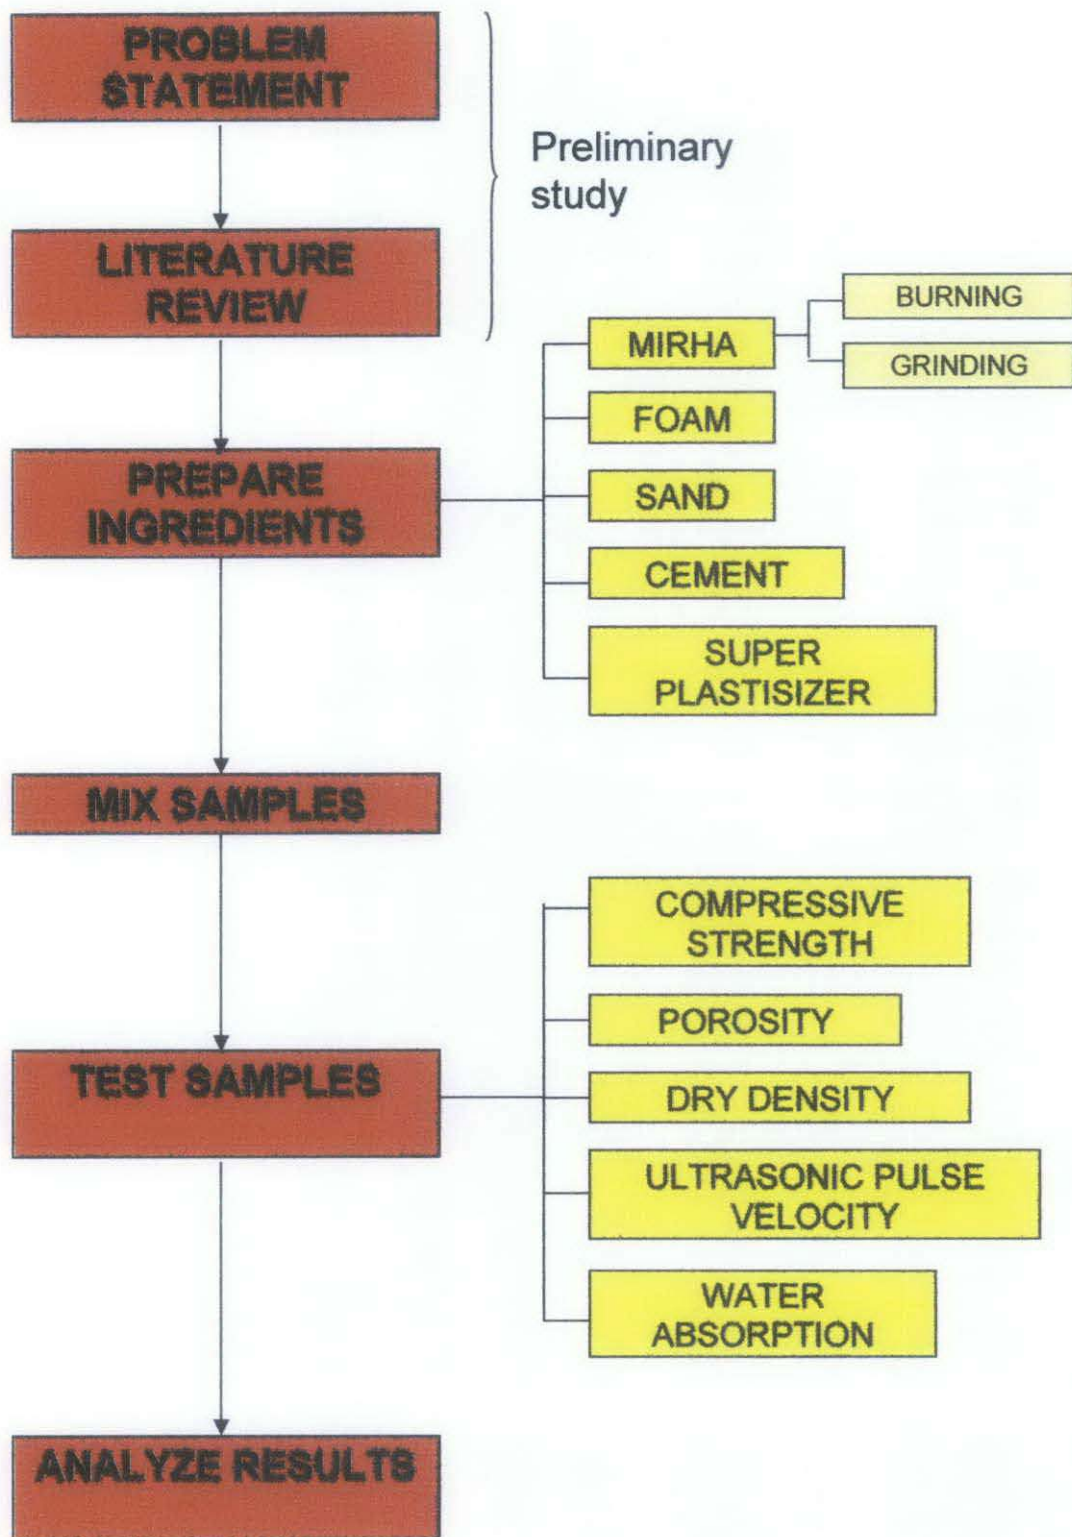 PROBLEM
STATEMENT
Preliminary
study
LITERATURE
REVIEW
BURNING
MIRHA
GRINDING
FOAM
PREPARE
INGREDIENTS
SAND
CEMENT
SUPER
PLASTISIZER
MIX SAMPLES
COMPRESSIVE
STRENGTH
POROSITY
TEST SAMPLES
DRY DENSITY
ULTRASONIC PULSE
VELOCITY
WATER
ABSORPTION
ANALYZE RESULTS